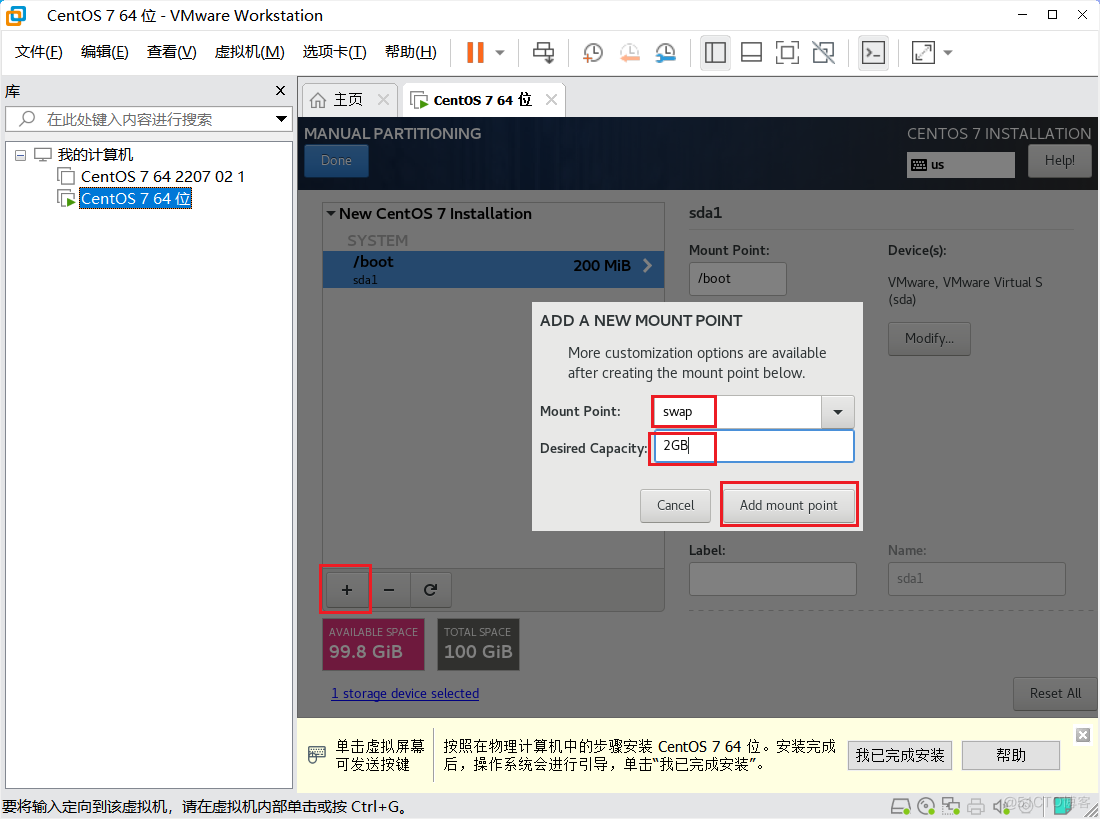 CentOS 7 64 位 - VMware Workstation
文件(F) 编辑(E) 查看(V) 虚拟机(M) 选项卡(T) 帮助(H)
库
在此处键入内容进行搜索
我的计算机
CentOS 7 64 2207 02 1
CentOS 7 64 位
主页 CentOS 7 64 位
MANUAL PARTITIONING
CENTOS 7 INSTALLATION
Done
us
Help!
New CentOS 7 Installation
SYSTEM
/boot
sda1
200 MiB
sda1
Mount Point:
/boot
Device(s):
VMware, VMware Virtual S
(sda)
Modify...
ADD A NEW MOUNT POINT
More customization options are available
after creating the mount point below.
Mount Point: swap
Desired Capacity: 2GB
Cancel Add mount point
Label:
Name:
sda1
+ −
AVAILABLE SPACE
99.8 GiB
TOTAL SPACE
100 GiB
1 storage device selected
Reset All
单击虚拟屏幕
可发送按键
按照在物理计算机中的步骤安装 CentOS 7 64 位。安装完成
后，操作系统会进行引导，单击“我已完成安装”。
我已完成安装 帮助
要将输入定向到该虚拟机，请在虚拟机内部单击或按 Ctrl+G。
@51CTO博客